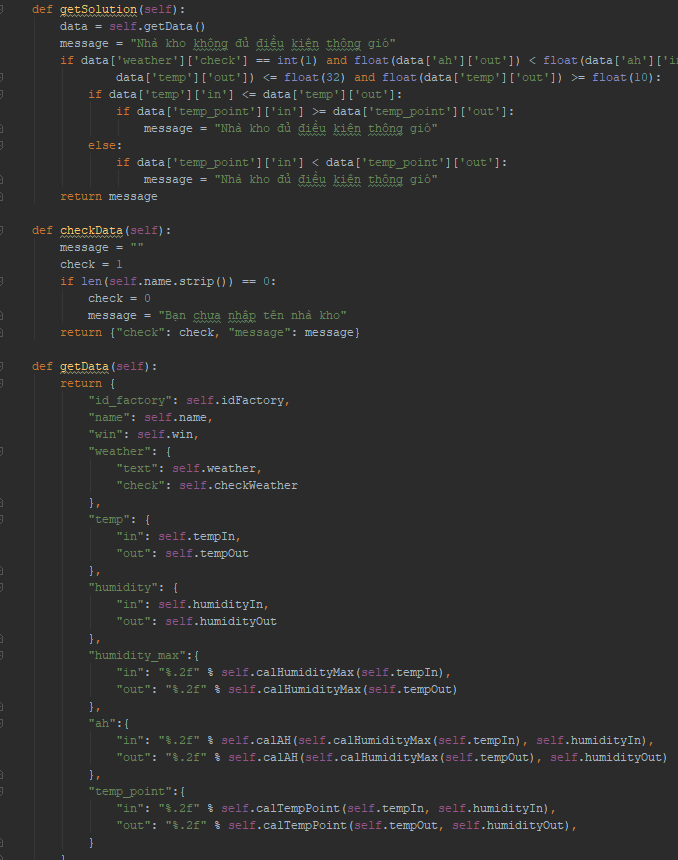 def getSolution(self):
data = self.getData()
message = "Nhà kho không đủ điều kiện thông gió"
if data['weather']['check'] == int(1) and float(data['ah']['out']) < float(data['ah']['in
data['temp']['out']) <= float(32) and float(data['temp']['out']) >= float(10):
if data['temp']['in'] <= data['temp']['out']:
if data['temp_point']['in'] >= data['temp_point']['out']:
message = "Nhà kho đủ điều kiện thông gió"
else:
if data['temp_point']['in'] < data['temp_point']['out']:
message = "Nhà kho đủ điều kiện thông gió"
return message
def checkData(self):
message = ""
check = 1
if len(self.name.strip()) == 0:
check = 0
message = "Bạn chưa nhập tên nhà kho"
return {"check": check, "message": message}
def getData(self):
return {
"id_factory": self.idFactory,
"name": self.name,
"win": self.win,
"weather": {
"text": self.weather,
"check": self.checkWeather
},
"temp": {
"in": self.tempIn,
"out": self.tempOut
},
"humidity": {
"in": self.humidityIn,
"out": self.humidityOut
},
"humidity_max":{
"in": "%.2f" % self.calHumidityMax(self.tempIn),
"out": "%.2f" % self.calHumidityMax(self.tempOut)
},
"ah":{
"in": "%.2f" % self.calAH(self.calHumidityMax(self.tempIn), self.humidityIn),
"out": "%.2f" % self.calAH(self.calHumidityMax(self.tempOut), self.humidityOut)
},
"temp_point":{
"in": "%.2f" % self.calTempPoint(self.tempIn, self.humidityIn),
"out": "%.2f" % self.calTempPoint(self.tempOut, self.humidityOut),
}